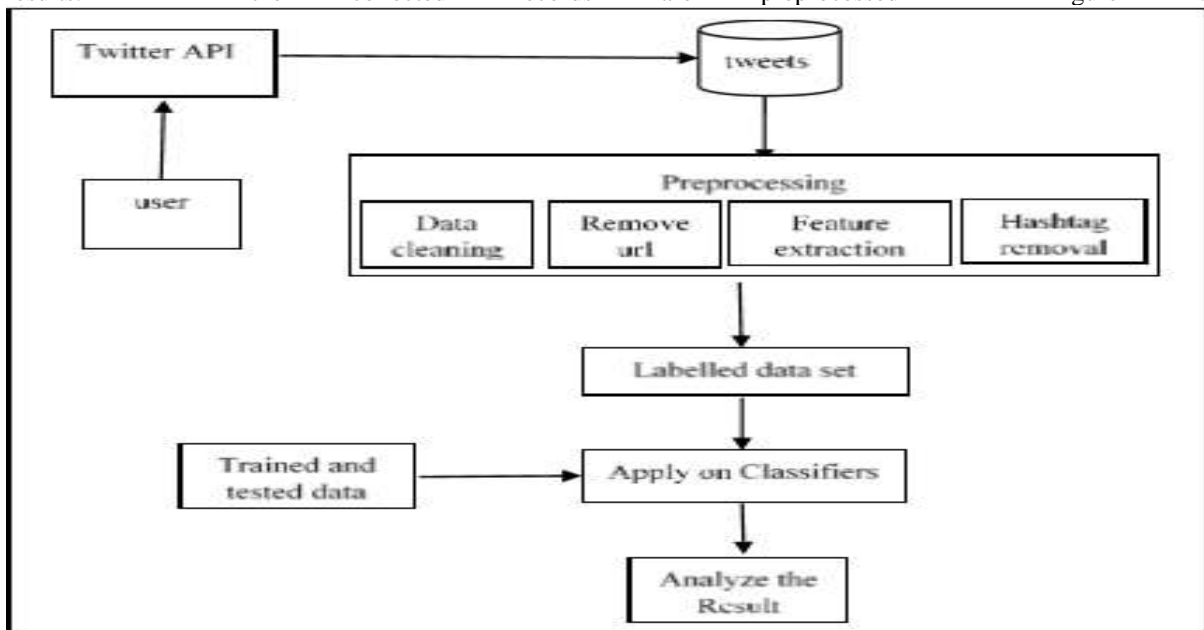 Twitter API
tweets
user
Preprocessing
Data
cleaning
Remove
url
Feature
extraction
Hashtag
removal
Labelled data set
Trained and
tested data
Apply on Classifiers
Analyze the
Result